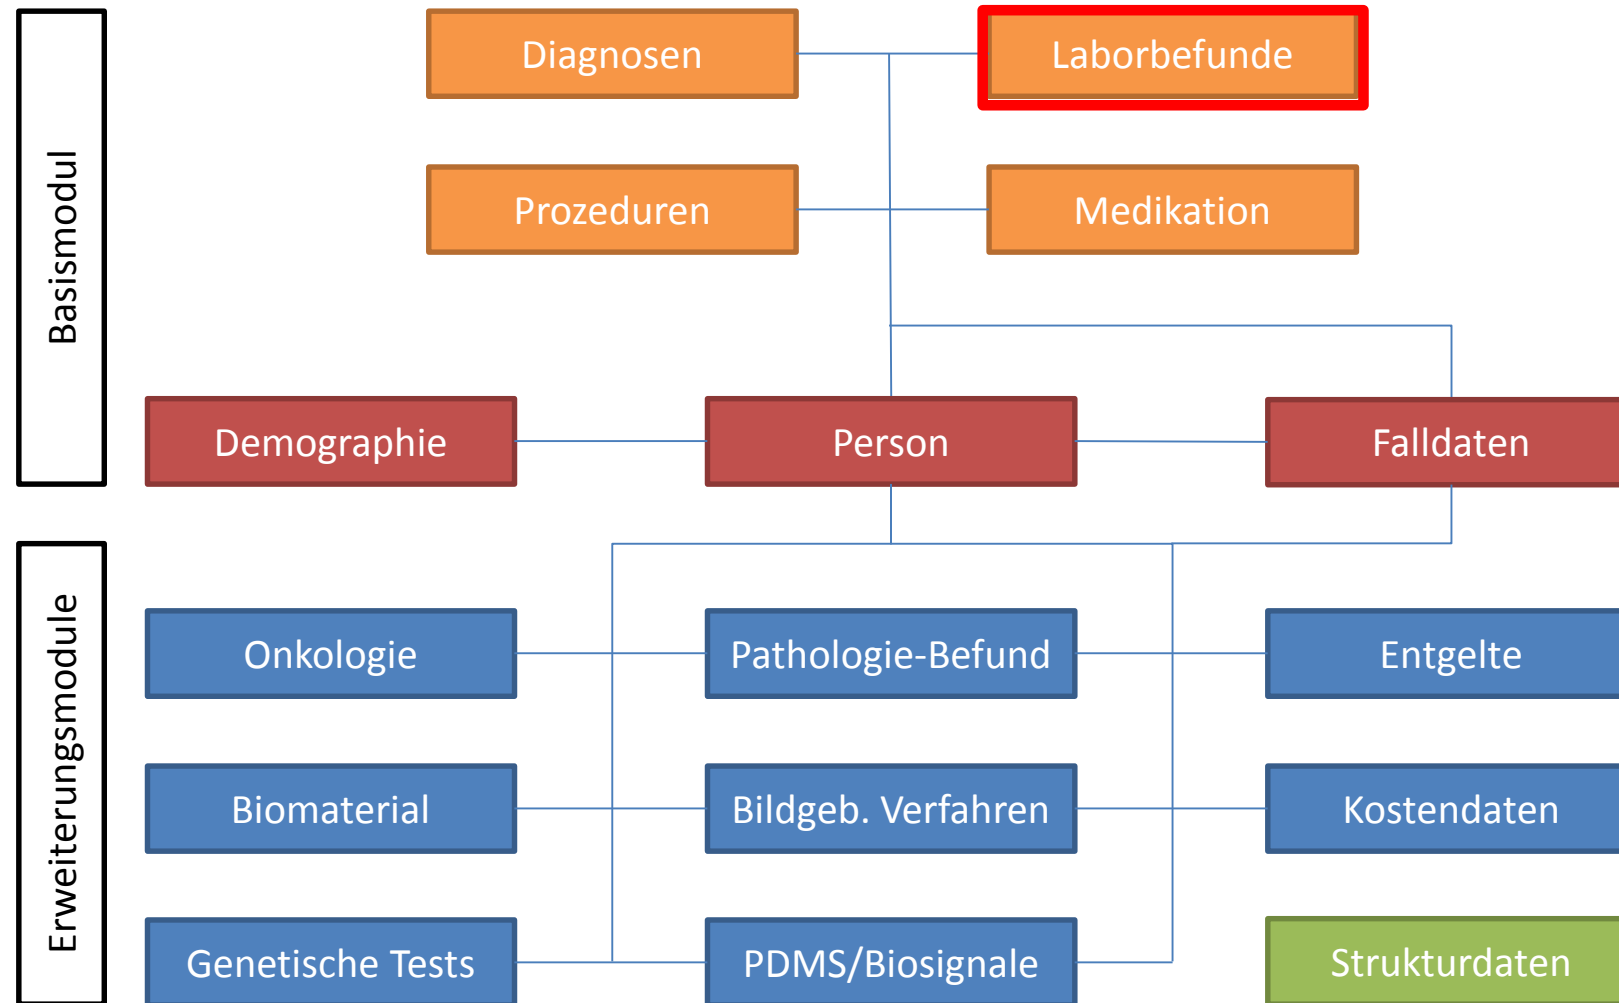 Basismodul
Diagnosen
Laborbefunde
Prozeduren
Medikation
Demographie
Person
Falldaten
Erweiterungsmodule
Onkologie
Pathologie-Befund
Entgelte
Biomaterial
Bildgeb. Verfahren
Kostendaten
Genetische Tests
PDMS/Biosignale
Strukturdaten